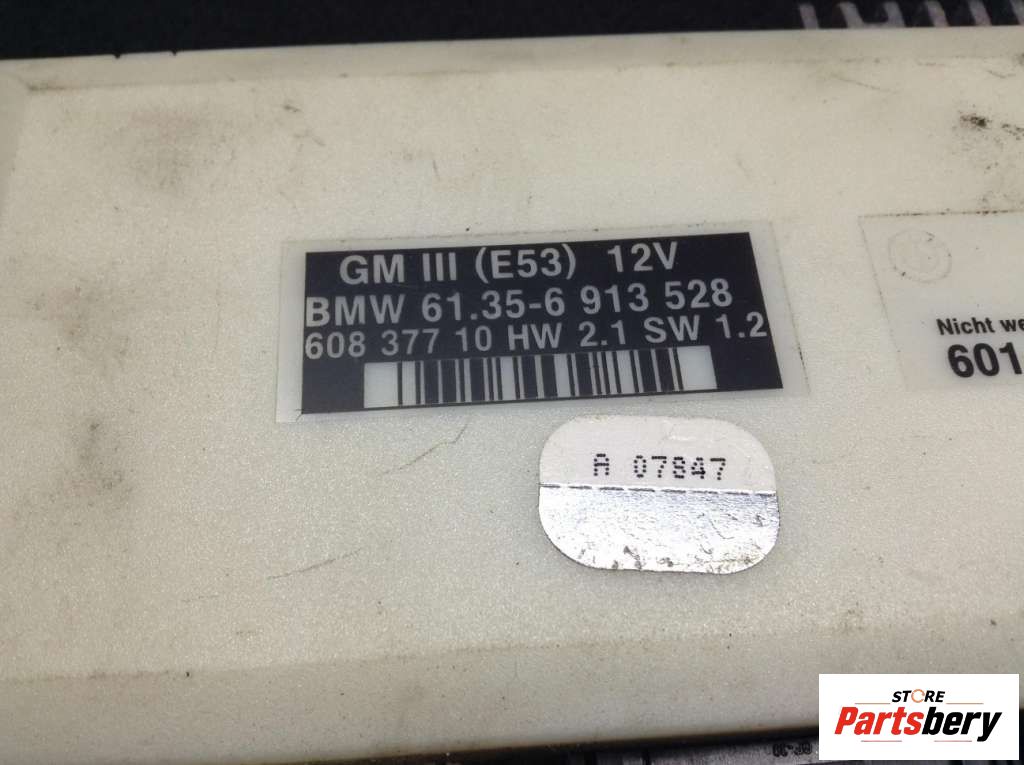 GM III (E53) 12V
BMW 61.35-6 913 528
608 377 10 HW 2.1 SW 1.2
Nicht we
601
A 07847
STORE
Partsbery